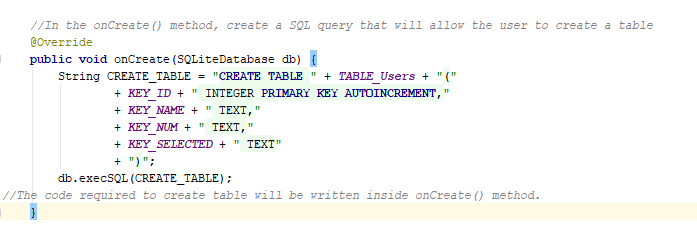 //In the onCreate() method, create a SQL query that will allow the user to create a table
@Override
public void onCreate(SQLiteDatabase db) {
String CREATE_TABLE = "CREATE TABLE " + TABLE_Users + "("
+ KEY_ID + " INTEGER PRIMARY KEY AUTOINCREMENT,"
+ KEY_NAME + " TEXT,"
+ KEY_NUM + " TEXT,"
+ KEY_SELECTED + " TEXT"
+ ")";
db.execSQL(CREATE_TABLE);
//The code required to create table will be written inside onCreate() method.
}